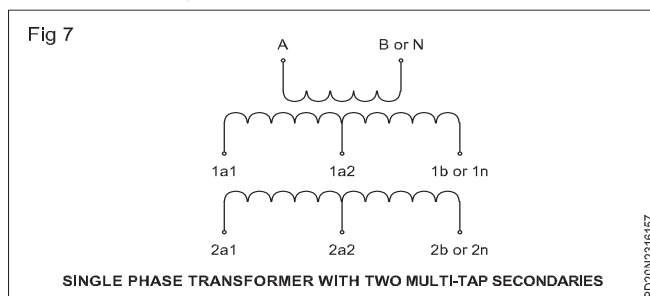 Fig 7
A B or N
1a1 1a2 1b or 1n
2a1 2a2 2b or 2n
SINGLE PHASE TRANSFORMER WITH TWO MULTI-TAP SECONDARIES